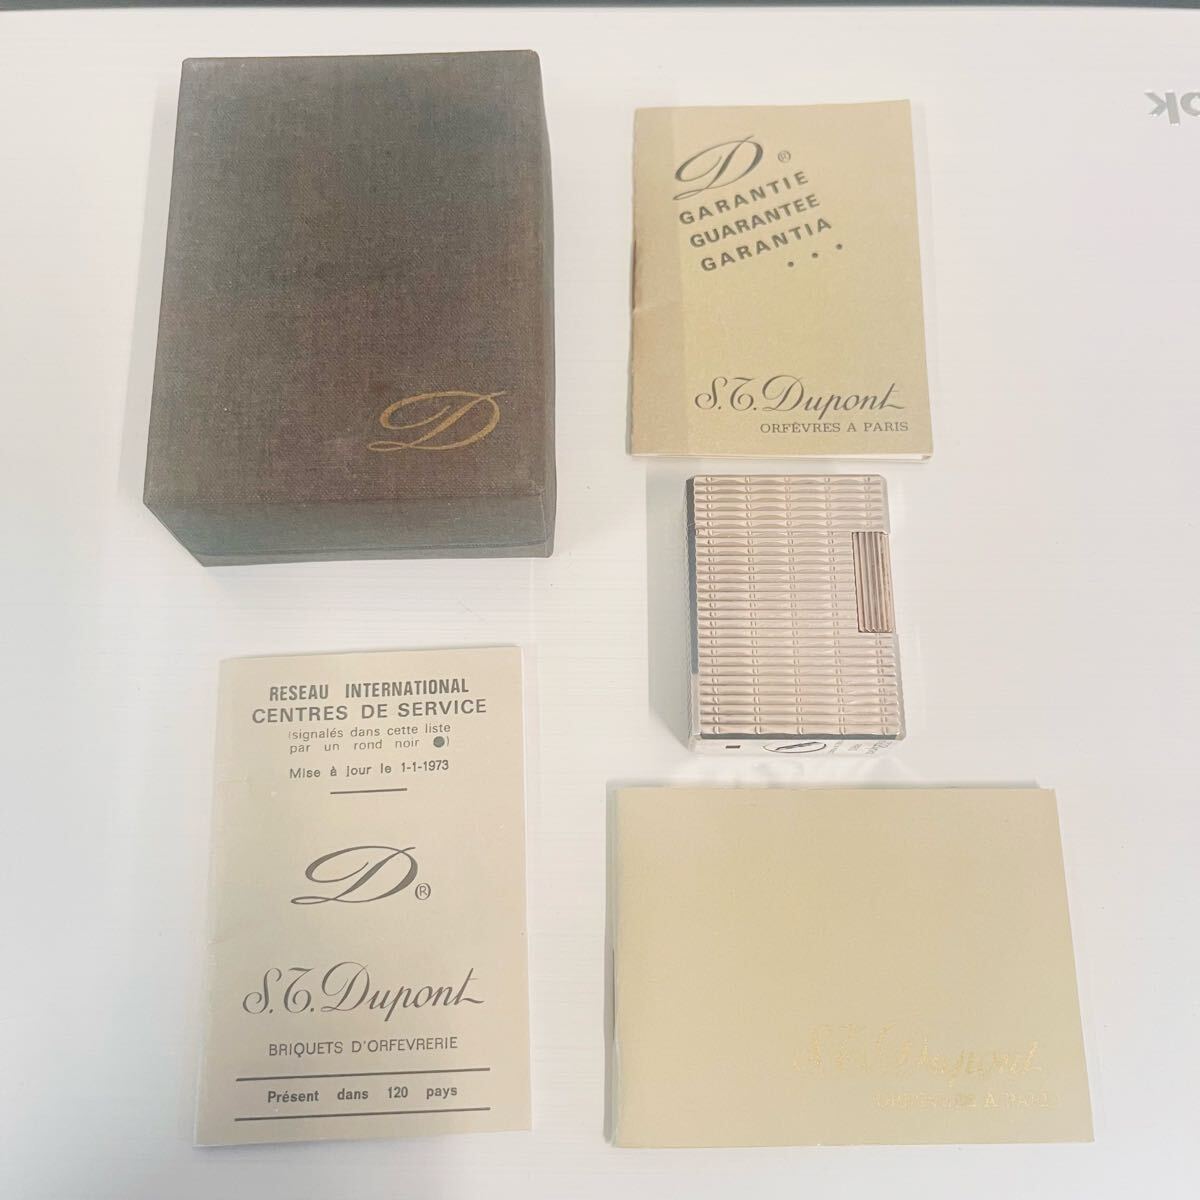 D
D®
GARANTIE
GUARANTEE
GARANTIA
...
S.T. Dupont
ORFÈVRES A PARIS
RESEAU INTERNATIONAL
CENTRES DE SERVICE
(signalés dans cette liste
par un rond noir ●)
Mise à jour le 1-1-1973
D®
S.T. Dupont
BRIQUETS D'ORFEVRERIE
Présent dans 120 pays
S.T. Dupont
ORFÈVRES A PARIS